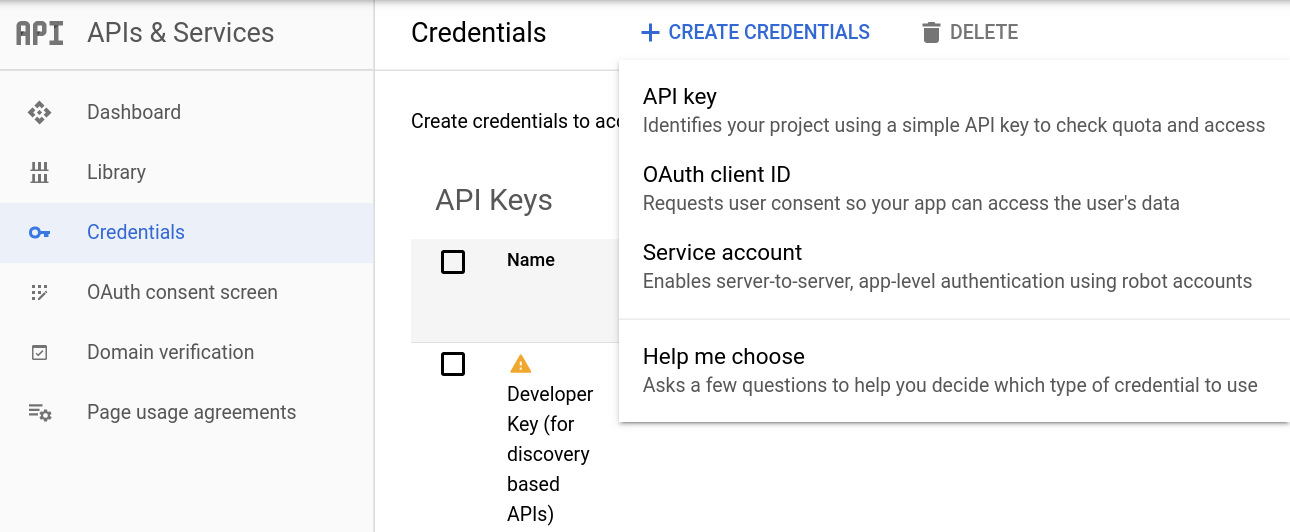 API APIs & Services
Dashboard
Library
Credentials
OAuth consent screen
Domain verification
Page usage agreements
Credentials
+ CREATE CREDENTIALS
DELETE
Create credentials to
API Keys
Name
Developer
Key (for
discovery
based
APIs)
API key
Identifies your project using a simple API key to check quota and access
OAuth client ID
Requests user consent so your app can access the user's data
Service account
Enables server-to-server, app-level authentication using robot accounts
Help me choose
Asks a few questions to help you decide which type of credential to use